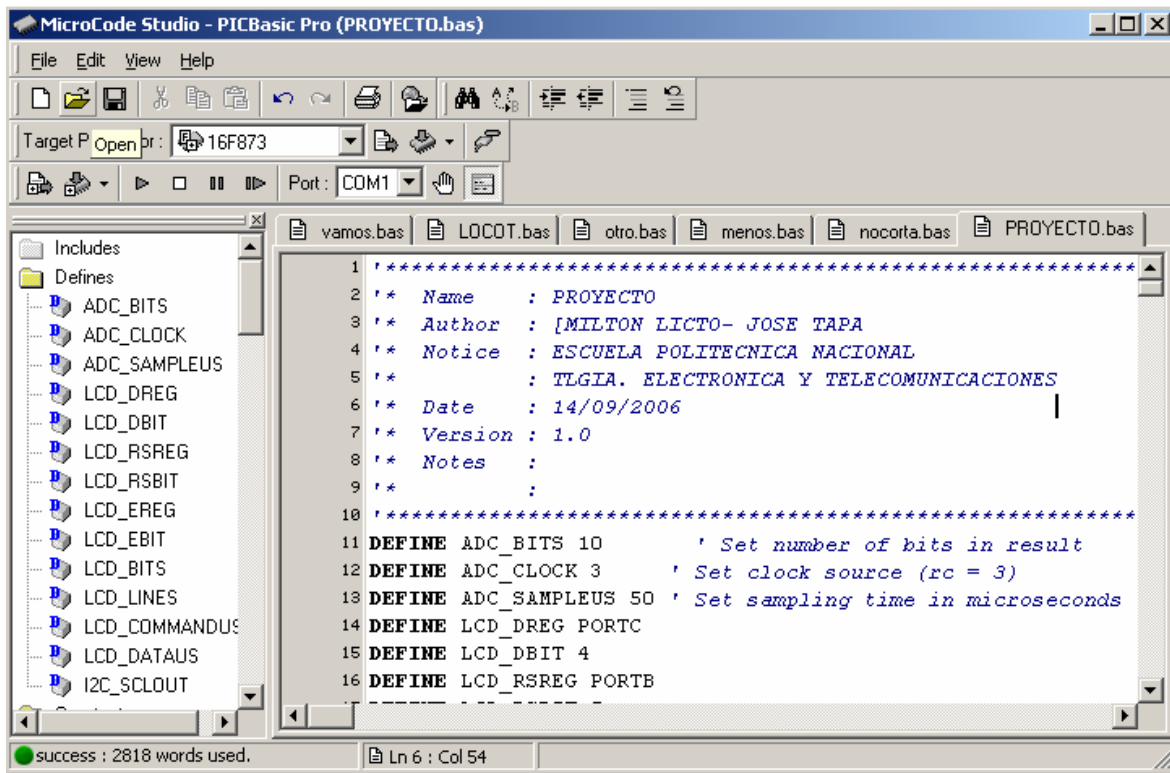 MicroCode Studio - PICBasic Pro (PROYECTO.bas)
File Edit View Help
Target P Open or : 16F873
Port : COM1
Includes
Defines
ADC_BITS
ADC_CLOCK
ADC_SAMPLEUS
LCD_DREG
LCD_DBIT
LCD_RSREG
LCD_RSBIT
LCD_EREG
LCD_EBIT
LCD_BITS
LCD_LINES
LCD_COMMANDUS
LCD_DATAUS
I2C_SCLOUT
vamos.bas LOCOT.bas otro.bas menos.bas nocorta.bas PROYECTO.bas
1 '**********************************************************
2 '* Name : PROYECTO
3 '* Author : [MILTON LICTO- JOSE TAPA
4 '* Notice : ESCUELA POLITECNICA NACIONAL
5 '* : TLGIA. ELECTRONICA Y TELECOMUNICACIONES
6 '* Date : 14/09/2006
7 '* Version : 1.0
8 '* Notes :
9 '* :
10 '**********************************************************
11 DEFINE ADC_BITS 10 ' Set number of bits in result
12 DEFINE ADC_CLOCK 3 ' Set clock source (rc = 3)
13 DEFINE ADC_SAMPLEUS 50 ' Set sampling time in microseconds
14 DEFINE LCD_DREG PORTC
15 DEFINE LCD_DBIT 4
16 DEFINE LCD_RSREG PORTB
success : 2818 words used. Ln 6 : Col 54